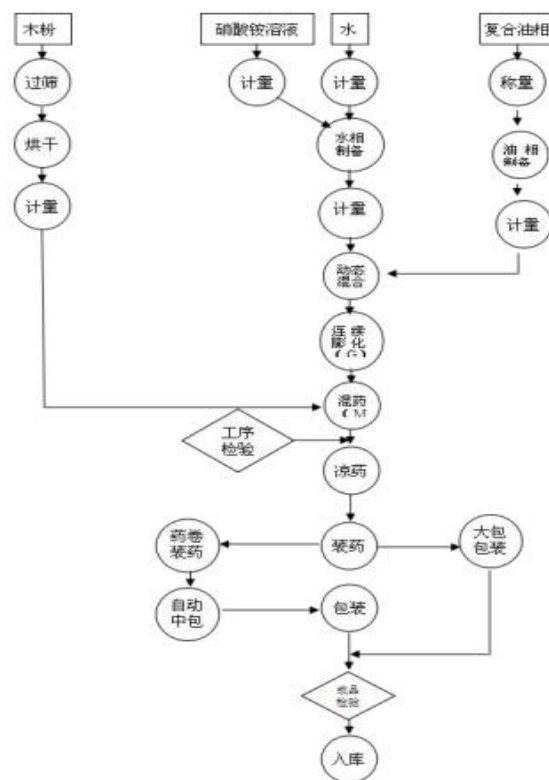 木粉
硝酸铵溶液
水
复合油相
过筛
计量
计量
称量
烘干
水相
制备
油 相
制备
计量
计量
计量
动态
混合
连 续
膨 化
(G)
混药
(M
工序
检验
凉药
药卷
装药
装药
大包
包装
自动
中包
包装
成品
检验
入库